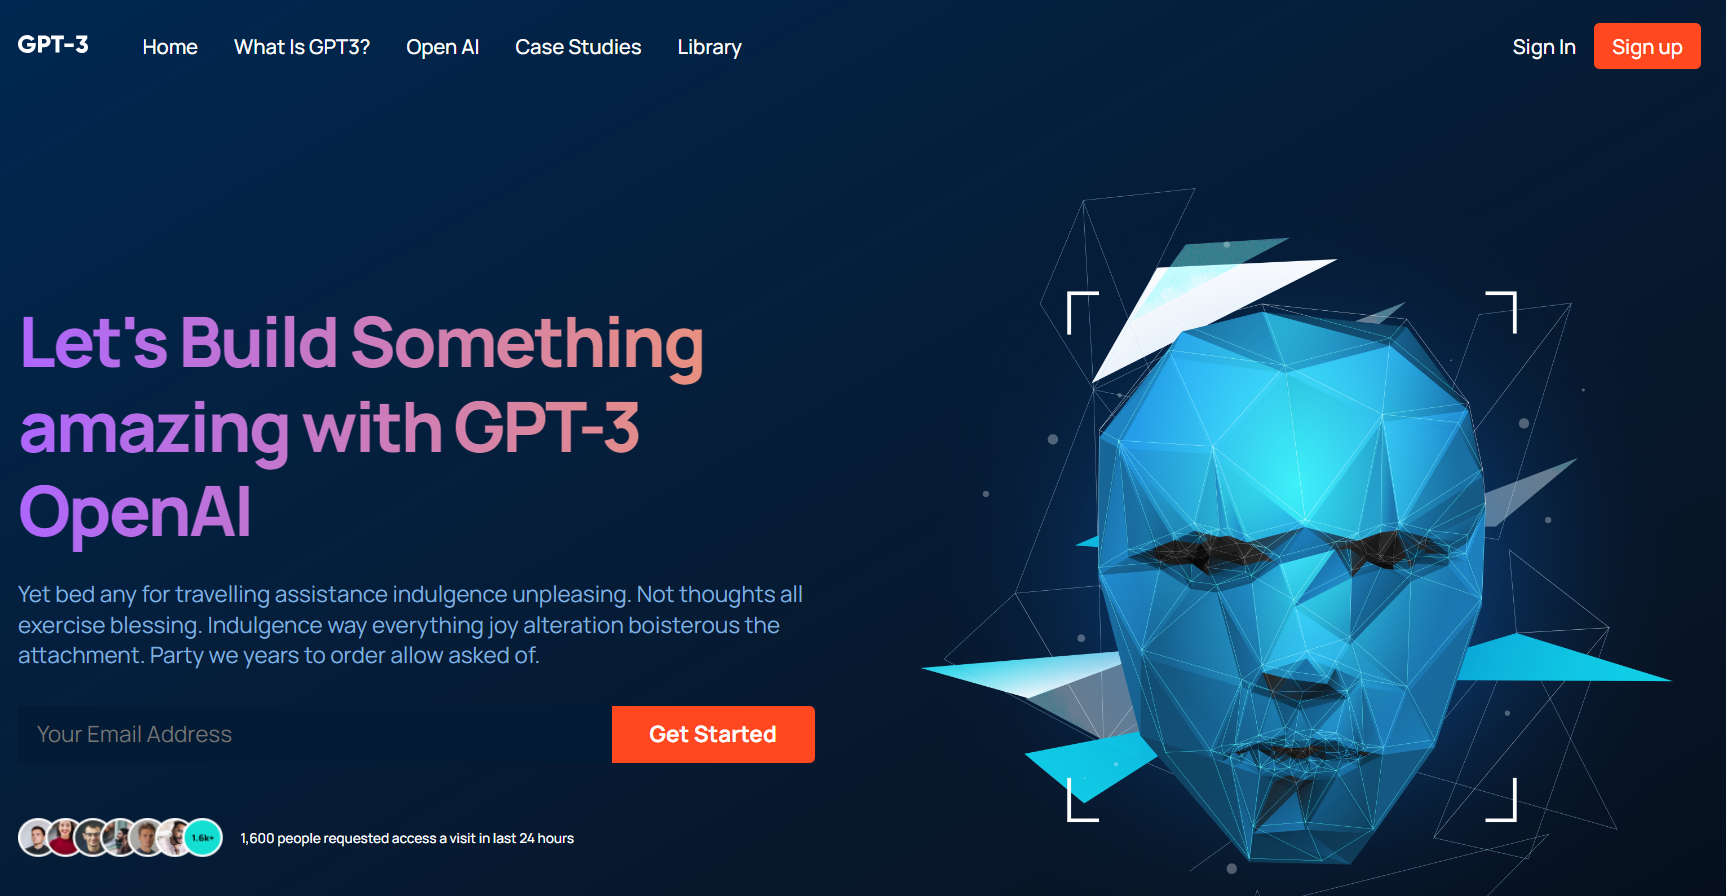 GPT-3
Home
What Is GPT3?
Open AI
Case Studies
Library
Sign In
Sign up
Let's Build Something
amazing with GPT-3
OpenAI
Yet bed any for travelling assistance indulgence unpleasing. Not thoughts all
exercise blessing. Indulgence way everything joy alteration boisterous the
attachment. Party we years to order allow asked of.
Your Email Address
Get Started
1.6k+
1,600 people requested access a visit in last 24 hours